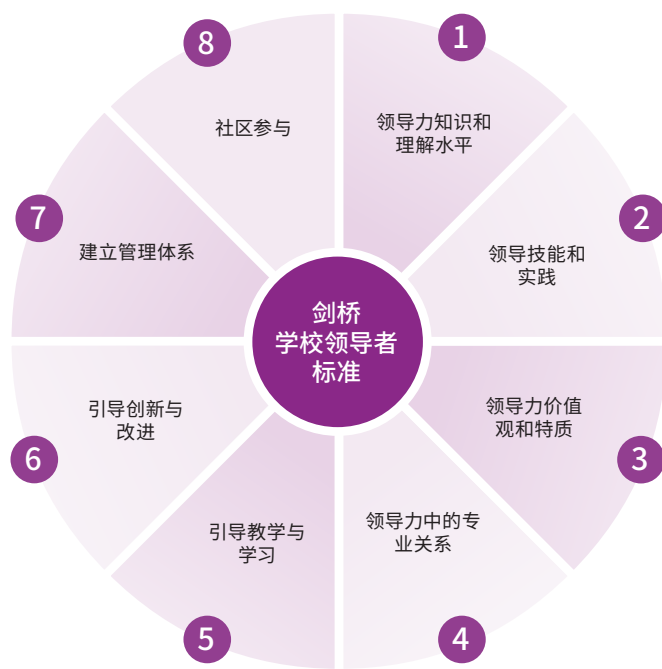 剑桥
学校领导者
标准
1
领导力知识和
理解水平
2
领导技能和
实践
3
领导力价值
观和特质
4
领导力中的专
业关系
5
引导教学与
学习
6
引导创新与
改进
7
建立管理体系
8
社区参与